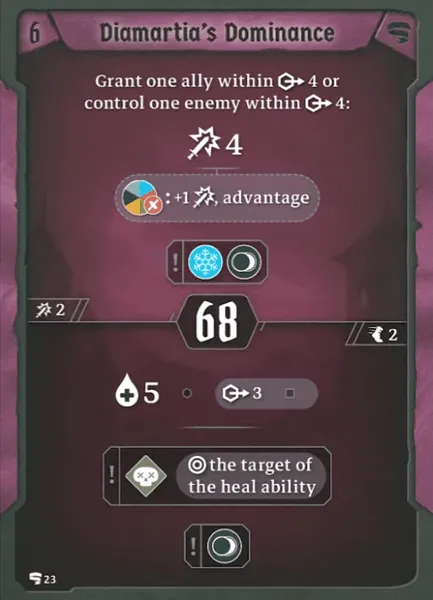 6 Diamartia's Dominance
Grant one ally within 4 or
control one enemy within 4:
4
: +1 , advantage
2
68
2
5 3
the target of
the heal ability
23